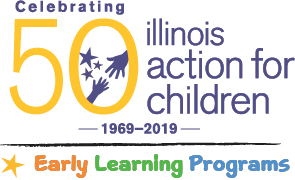 Celebrating
50 illinois
action for
children
1969–2019
Early Learning Programs